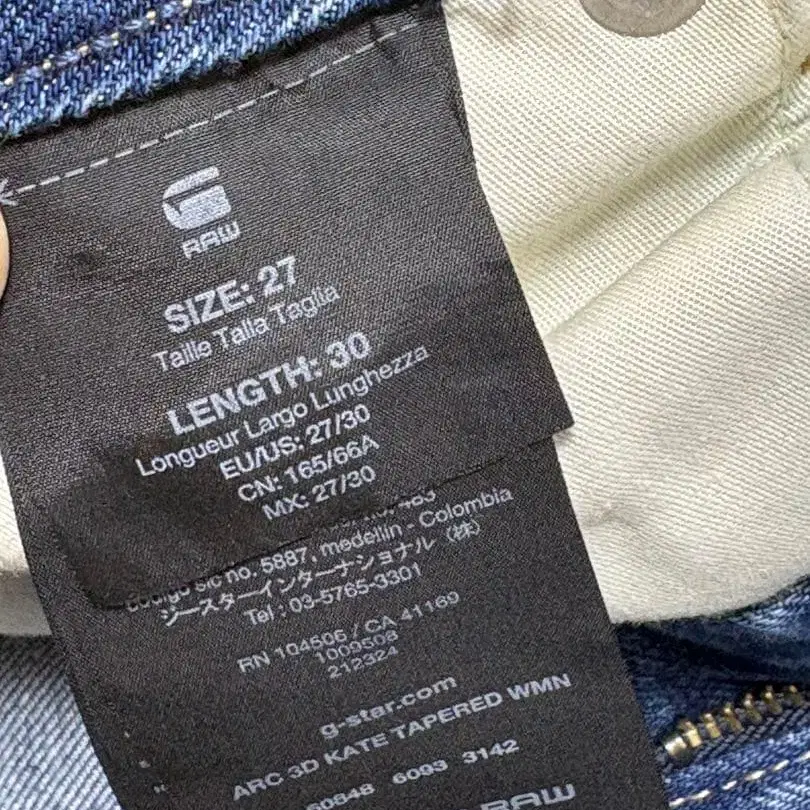 RAW
SIZE: 27
Taille Talla Taglia
LENGTH: 30
Longueur Largo Lunghezza
EU/US: 27/30
CN: 165/66A
MX: 27/30
no. 5887, medellin - Colombia
ジースターインターナショナル（株）
Tel : 03-5765-3301
RN 104506 / CA 41169
1009508
212324
g-star.com
ARC 3D KATE TAPERED WMN
60848 6093 3142
RAW